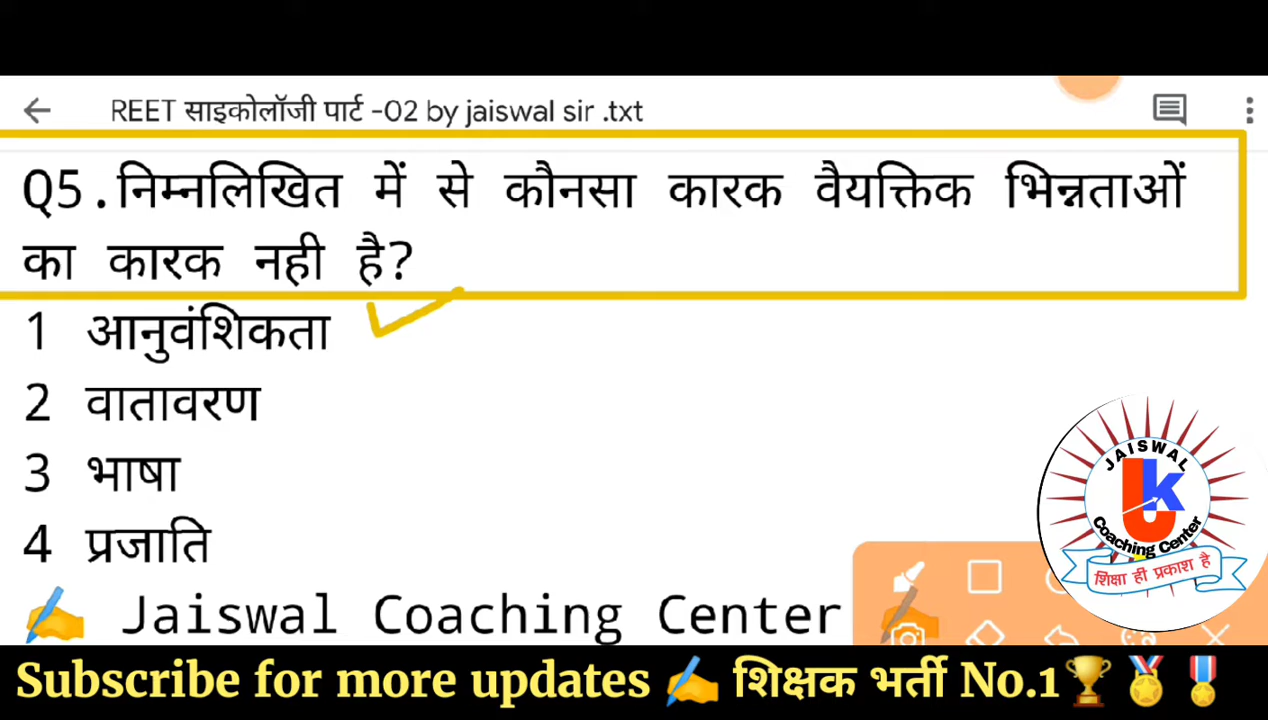 REET साइकोलॉजी पार्ट -02 by jaiswal sir .txt
Q5.निम्नलिखित में से कौनसा कारक वैयक्तिक भिन्नताओं
का कारक नही है?
1 आनुवंशिकता
2 वातावरण
3 भाषा
4 प्रजाति
✍️ Jaiswal Coaching Center
JAISWAL
JK
Coaching Center
शिक्षा ही प्रकाश है
Subscribe for more updates ✍️ शिक्षक भर्ती No.1🏆🏅🎖️